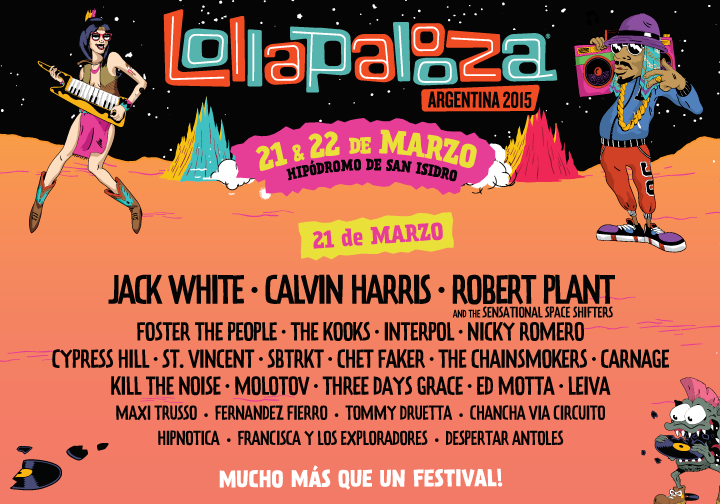 Lollapalooza®
ARGENTINA 2015
21 & 22 DE MARZO
HIPÓDROMO DE SAN ISIDRO
21 de MARZO
JACK WHITE · CALVIN HARRIS · ROBERT PLANT
AND THE SENSATIONAL SPACE SHIFTERS
FOSTER THE PEOPLE · THE KOOKS · INTERPOL · NICKY ROMERO
CYPRESS HILL · ST. VINCENT · SBTRKT · CHET FAKER · THE CHAINSMOKERS · CARNAGE
KILL THE NOISE · MOLOTOV · THREE DAYS GRACE · ED MOTTA · LEIVA
MAXI TRUSSO · FERNANDEZ FIERRO · TOMMY DRUETTA · CHANCHA VIA CIRCUITO
HIPNOTICA · FRANCISCA Y LOS EXPLORADORES · DESPERTAR ANTOLES
MUCHO MÁS QUE UN FESTIVAL!